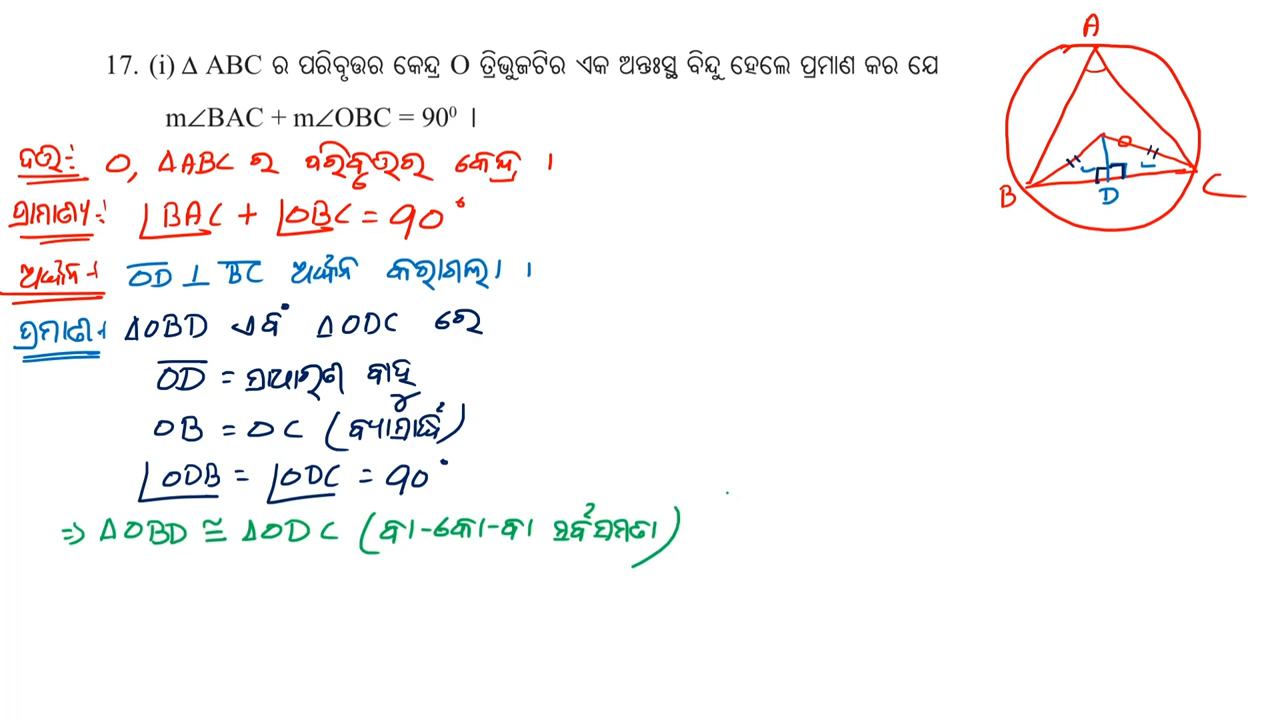 17. (i) Δ ABC ର ପରିବୃତ୍ତର କେନ୍ଦ୍ର O ତ୍ରିଭୁଜଟିର ଏକ ଅନ୍ତଃସ୍ଥ ବିନ୍ଦୁ ହେଲେ ପ୍ରମାଣ କର ଯେ
m∠BAC + m∠OBC = 90⁰ ।
ଦତ୍ତ:- O, ΔABC ର ପରିବୃତ୍ତର କେନ୍ଦ୍ର ।
ପ୍ରାମାଣ୍ୟ:- ∠BAC + ∠OBC = 90°
ଅଙ୍କନ:- OD ⊥ BC ଅଙ୍କନ କରାଗଲା ।
ପ୍ରମାଣ:- ΔOBD ଏବଂ ΔODC ରେ
OD = ସାଧାରଣ ବାହୁ
OB = OC (ବ୍ୟାସାର୍ଦ୍ଧ)
∠ODB = ∠ODC = 90°
⇒ ΔOBD ≅ ΔODC (ବା-କୋ-ବା ସର୍ବସମତା)
A
O
B
D
C